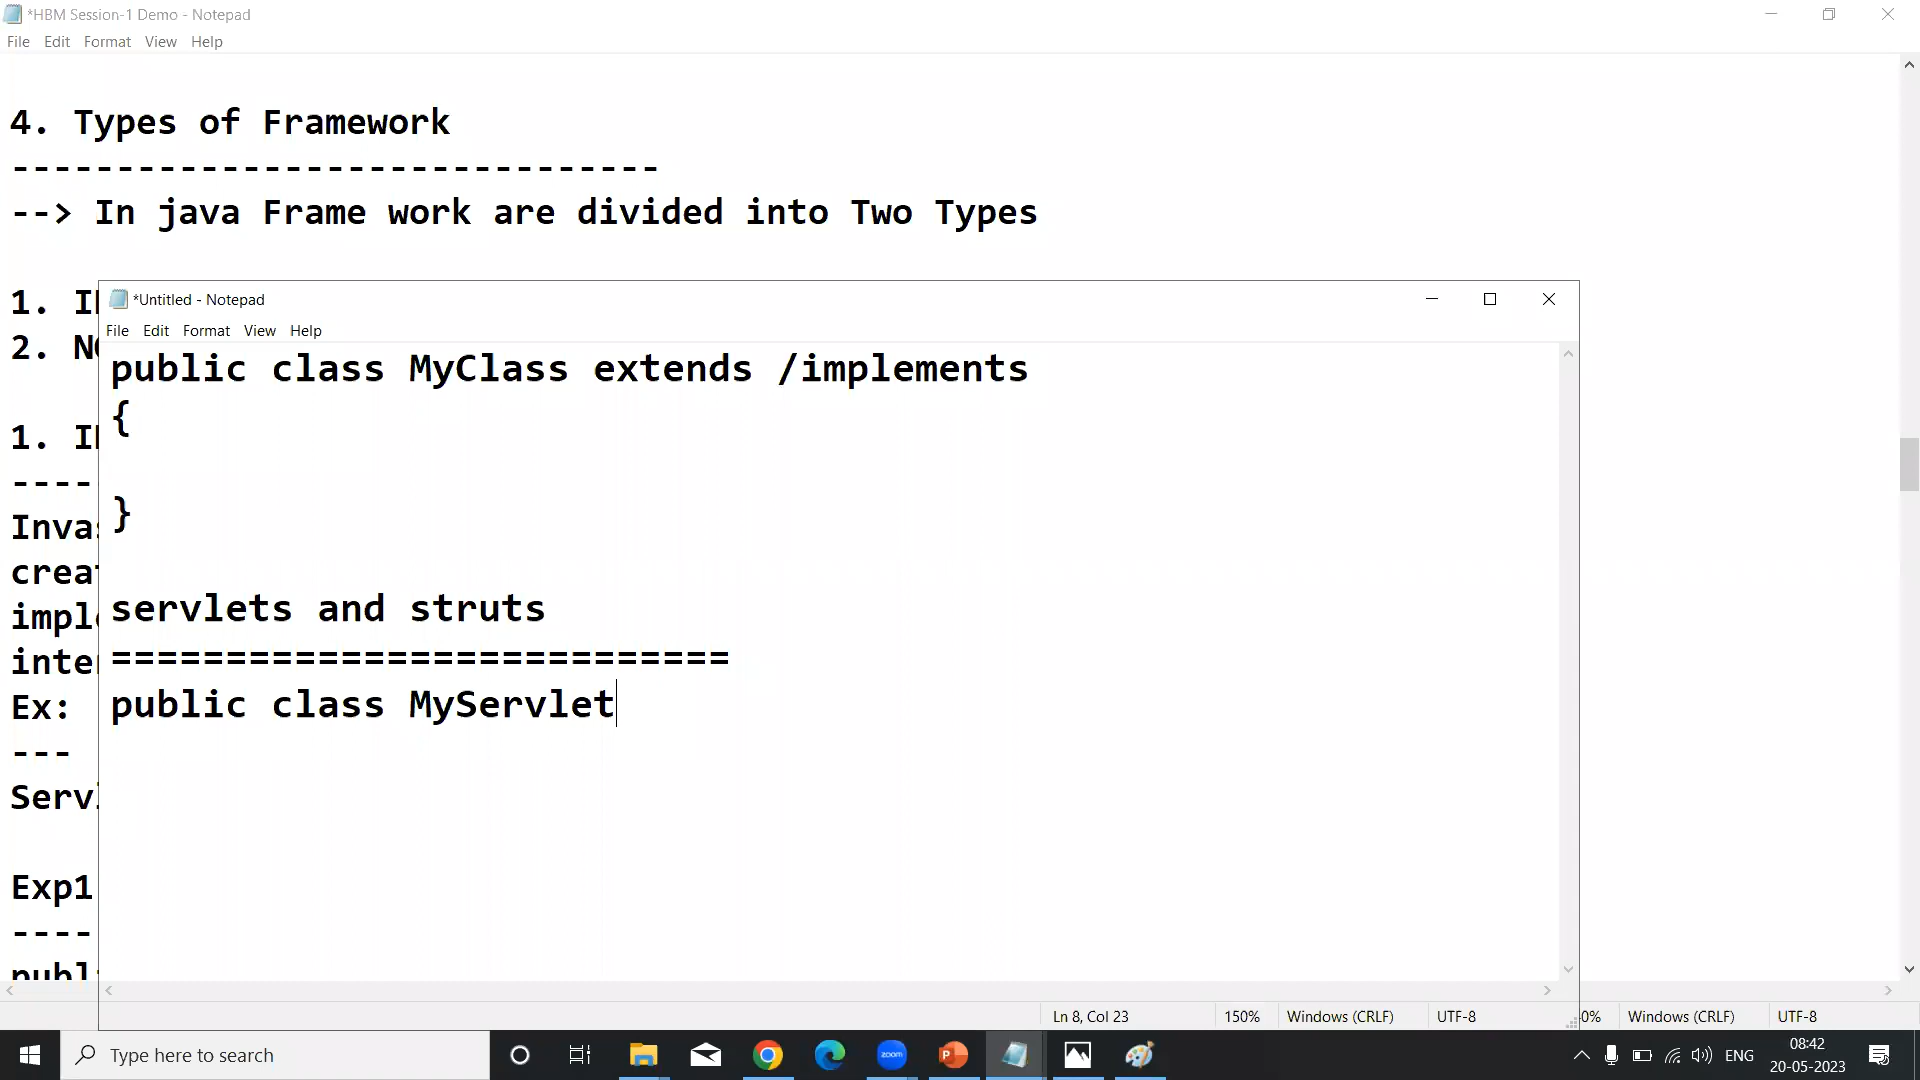 *HBM Session-1 Demo - Notepad
File Edit Format View Help
4. Types of Framework
-------------------------------
--> In java Frame work are divided into Two Types
1.
2.
1.
----
Ex:
---
Exp1
----
*Untitled - Notepad
File Edit Format View Help
public class MyClass extends /implements
{
}
servlets and struts
===========================
public class MyServlet
Ln 8, Col 23 150% Windows (CRLF) UTF-8
0% Windows (CRLF) UTF-8
Type here to search
zoom
ENG
08:42
20-05-2023